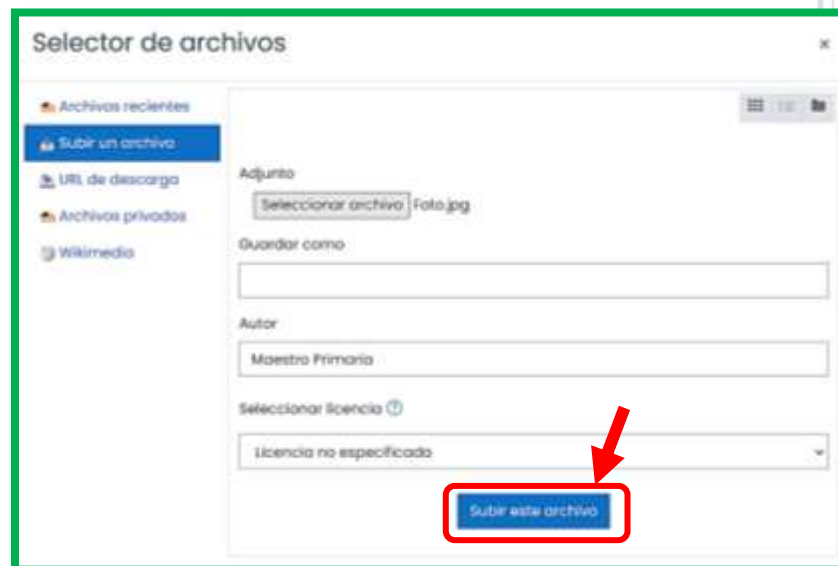 Selector de archivos
×
Archivos recientes
Subir un archivo
URL de descarga
Archivos privados
Wikimedia
Adjunto
Seleccionar archivo Foto.jpg
Guardar como
Autor
Maestro Primaria
Seleccionar licencia ?
Licencia no especificada
Subir este archivo